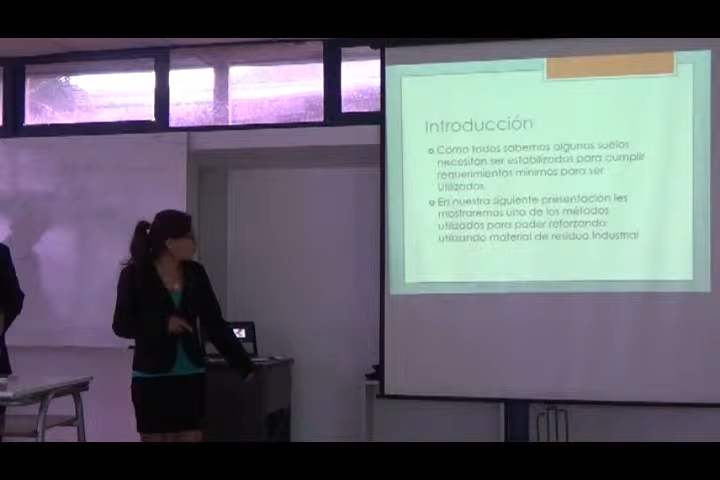 Introducción
Como todos sabemos algunos suelos
necesitan ser estabilizados para cumplir
requerimientos mínimos para ser
Utilizados.
En nuestra siguiente presentación les
mostraremos uno de los métodos
utilizados para poder reforzarlo
utilizando material de residuo Industrial